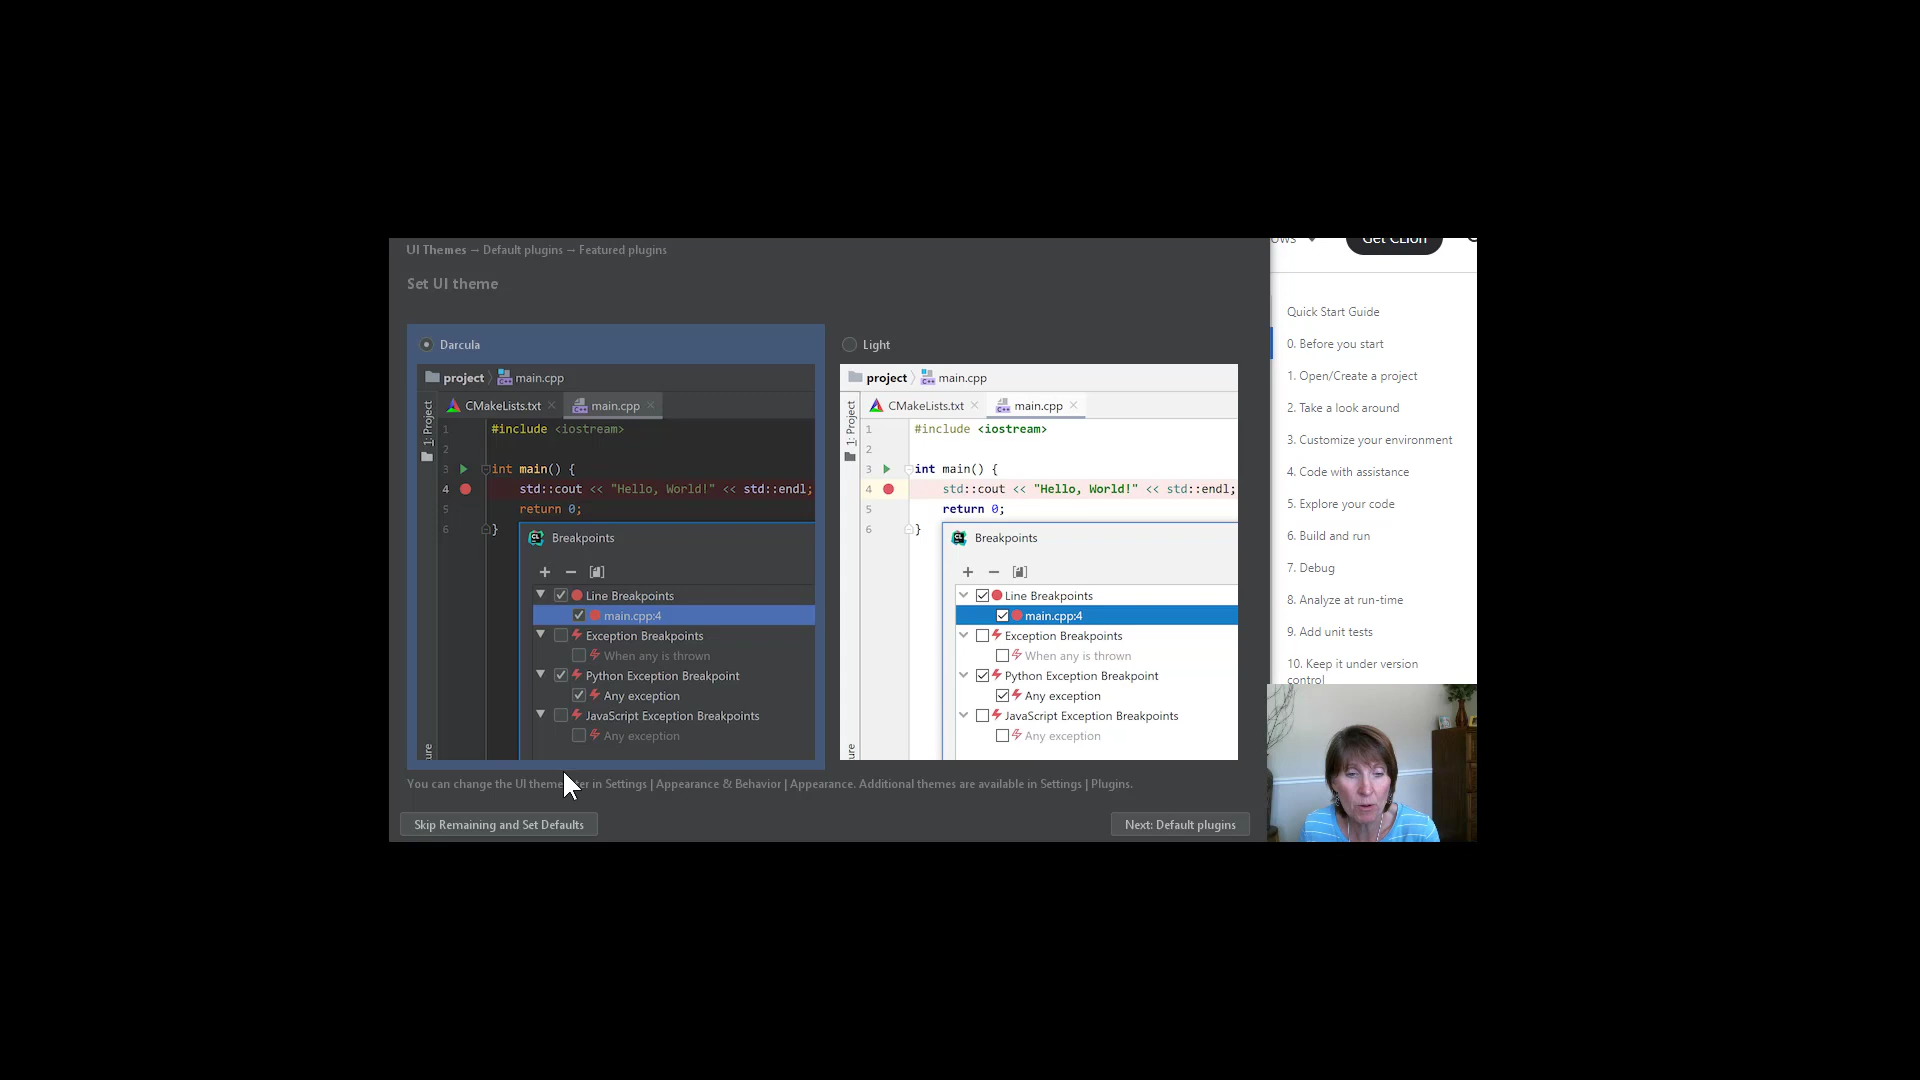 UI Themes → Default plugins → Featured plugins
Set UI theme
Darcula
project
main.cpp
CMakeLists.txt
main.cpp
1: Project
1 #include <iostream>
2
3 int main() {
4 std::cout << "Hello, World!" << std::endl;
5 return 0;
6 }
Breakpoints
Line Breakpoints
main.cpp:4
Exception Breakpoints
When any is thrown
Python Exception Breakpoint
Any exception
JavaScript Exception Breakpoints
Any exception
Light
project
main.cpp
CMakeLists.txt
main.cpp
1: Project
1 #include <iostream>
2
3 int main() {
4 std::cout << "Hello, World!" << std::endl;
5 return 0;
6 }
Breakpoints
Line Breakpoints
main.cpp:4
Exception Breakpoints
When any is thrown
Python Exception Breakpoint
Any exception
JavaScript Exception Breakpoints
Any exception
You can change the UI theme in Settings | Appearance & Behavior | Appearance. Additional themes are available in Settings | Plugins.
Skip Remaining and Set Defaults
Next: Default plugins
Get CLion
Quick Start Guide
0. Before you start
1. Open/Create a project
2. Take a look around
3. Customize your environment
4. Code with assistance
5. Explore your code
6. Build and run
7. Debug
8. Analyze at run-time
9. Add unit tests
10. Keep it under version
control